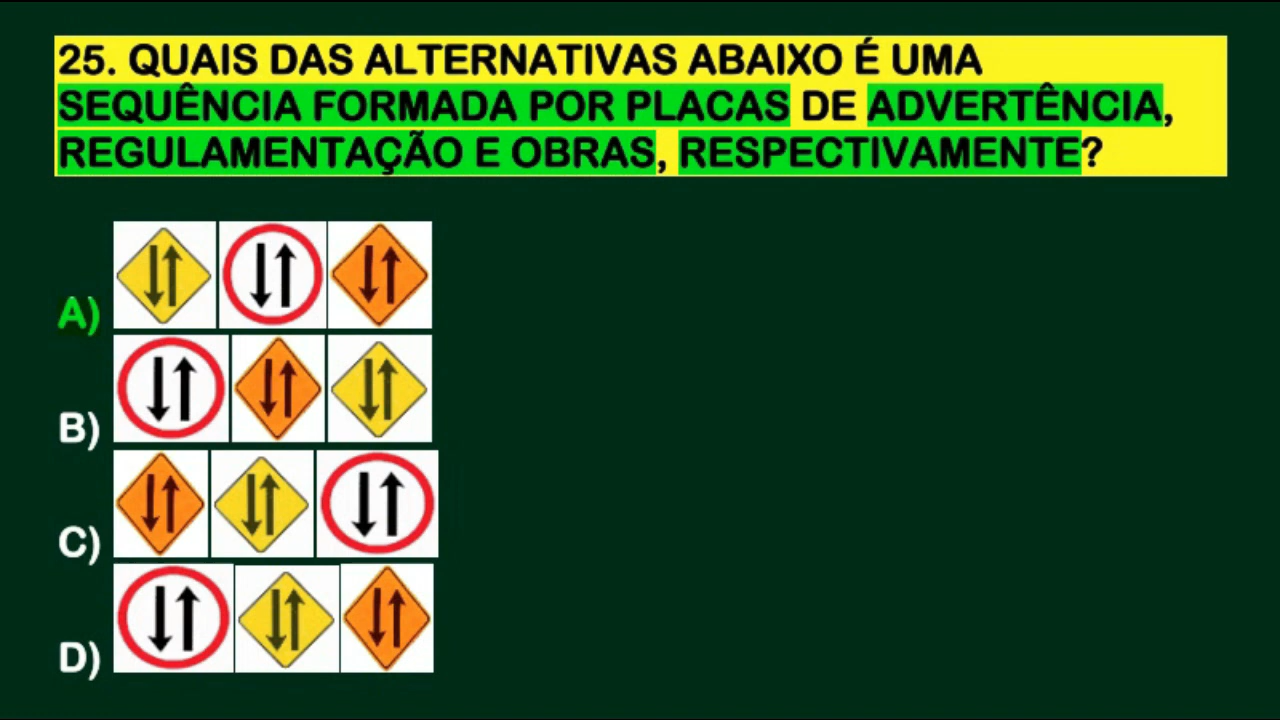 25. QUAIS DAS ALTERNATIVAS ABAIXO É UMA
SEQUÊNCIA FORMADA POR PLACAS DE ADVERTÊNCIA,
REGULAMENTAÇÃO E OBRAS, RESPECTIVAMENTE?
A)
B)
C)
D)